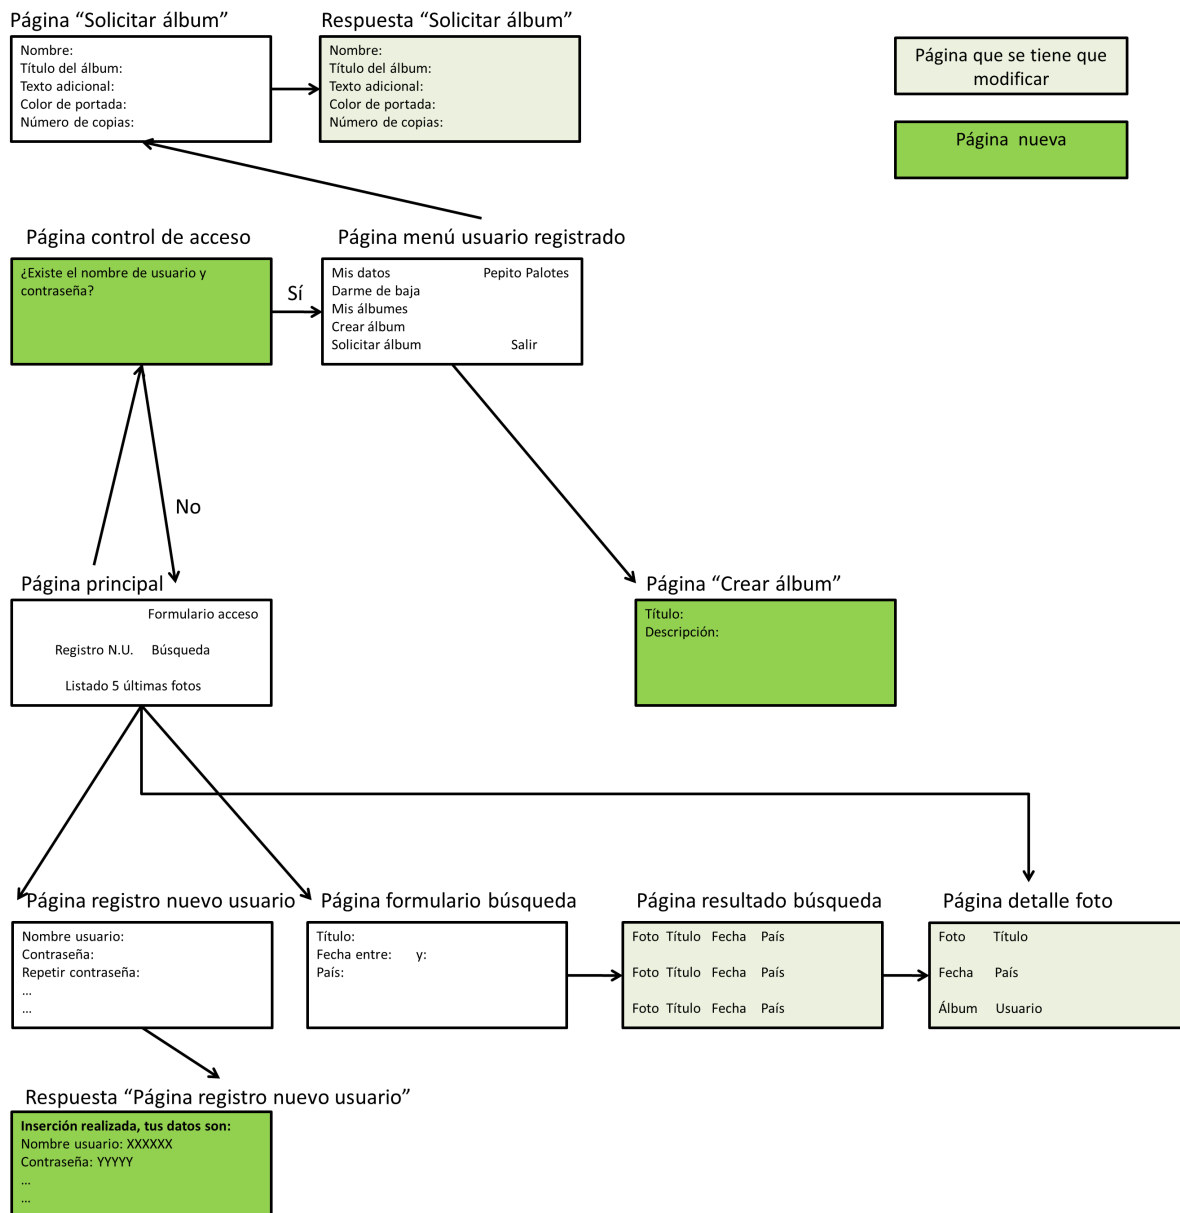 Página “Solicitar álbum”
Nombre:
Título del álbum:
Texto adicional:
Color de portada:
Número de copias:
Respuesta “Solicitar álbum”
Nombre:
Título del álbum:
Texto adicional:
Color de portada:
Número de copias:
Página que se tiene que
modificar
Página nueva
Página control de acceso
¿Existe el nombre de usuario y
contraseña?
Sí
Página menú usuario registrado
Mis datos Pepito Palotes
Darme de baja
Mis álbumes
Crear álbum
Solicitar álbum Salir
No
Página principal
Formulario acceso
Registro N.U. Búsqueda
Listado 5 últimas fotos
Página “Crear álbum”
Título:
Descripción:
Página registro nuevo usuario
Nombre usuario:
Contraseña:
Repetir contraseña:
...
...
Página formulario búsqueda
Título:
Fecha entre: y:
País:
Página resultado búsqueda
Foto Título Fecha País
Foto Título Fecha País
Foto Título Fecha País
Página detalle foto
Foto Título
Fecha País
Álbum Usuario
Respuesta “Página registro nuevo usuario”
Inserción realizada, tus datos son:
Nombre usuario: XXXXXX
Contraseña: YYYYY
...
...